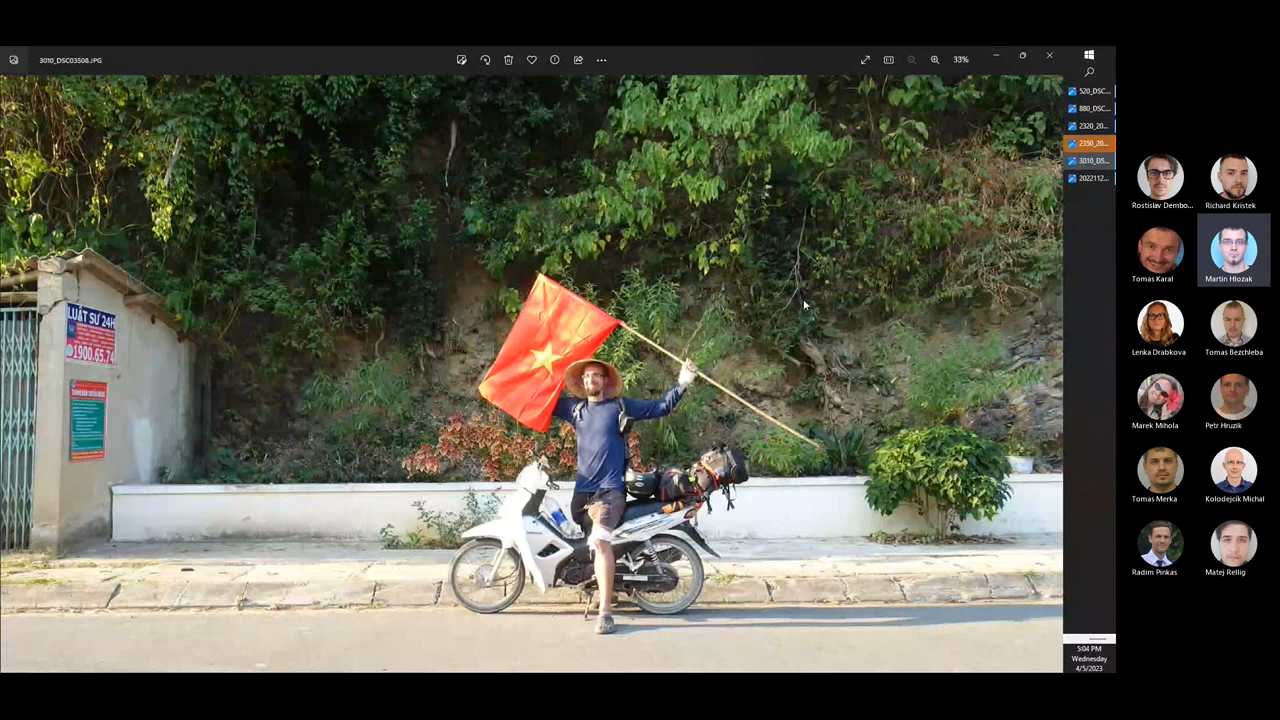 3010_DSC03508.JPG
33%
520_DSC...
880_DSC...
2320_20...
2350_20...
3010_DS...
2022112...
LUẬT SƯ 24H
1900.65.74
Rostislav Dembo...
Richard Kristek
Tomas Karal
Martin Hlozak
Lenka Drabkova
Tomas Bezchleba
Marek Mihola
Petr Hruzik
Tomas Merka
Kolodejcik Michal
Radim Pinkas
Matej Rellig
5:04 PM
Wednesday
4/5/2023